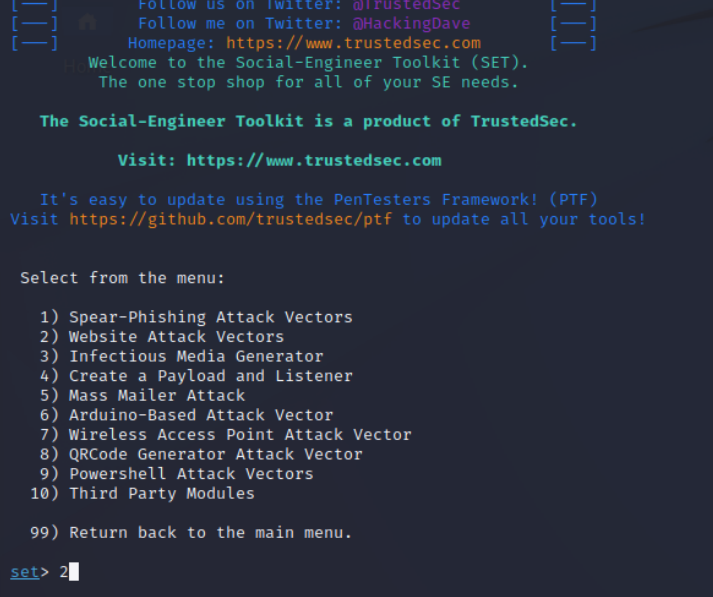 [---] Follow us on Twitter: @TrustedSec [---]
[---] Follow me on Twitter: @HackingDave [---]
[---] Homepage: https://www.trustedsec.com [---]
Welcome to the Social-Engineer Toolkit (SET).
The one stop shop for all of your SE needs.
The Social-Engineer Toolkit is a product of TrustedSec.
Visit: https://www.trustedsec.com
It's easy to update using the PenTesters Framework! (PTF)
Visit https://github.com/trustedsec/ptf to update all your tools!
Select from the menu:
1) Spear-Phishing Attack Vectors
2) Website Attack Vectors
3) Infectious Media Generator
4) Create a Payload and Listener
5) Mass Mailer Attack
6) Arduino-Based Attack Vector
7) Wireless Access Point Attack Vector
8) QRCode Generator Attack Vector
9) Powershell Attack Vectors
10) Third Party Modules
99) Return back to the main menu.
set> 2